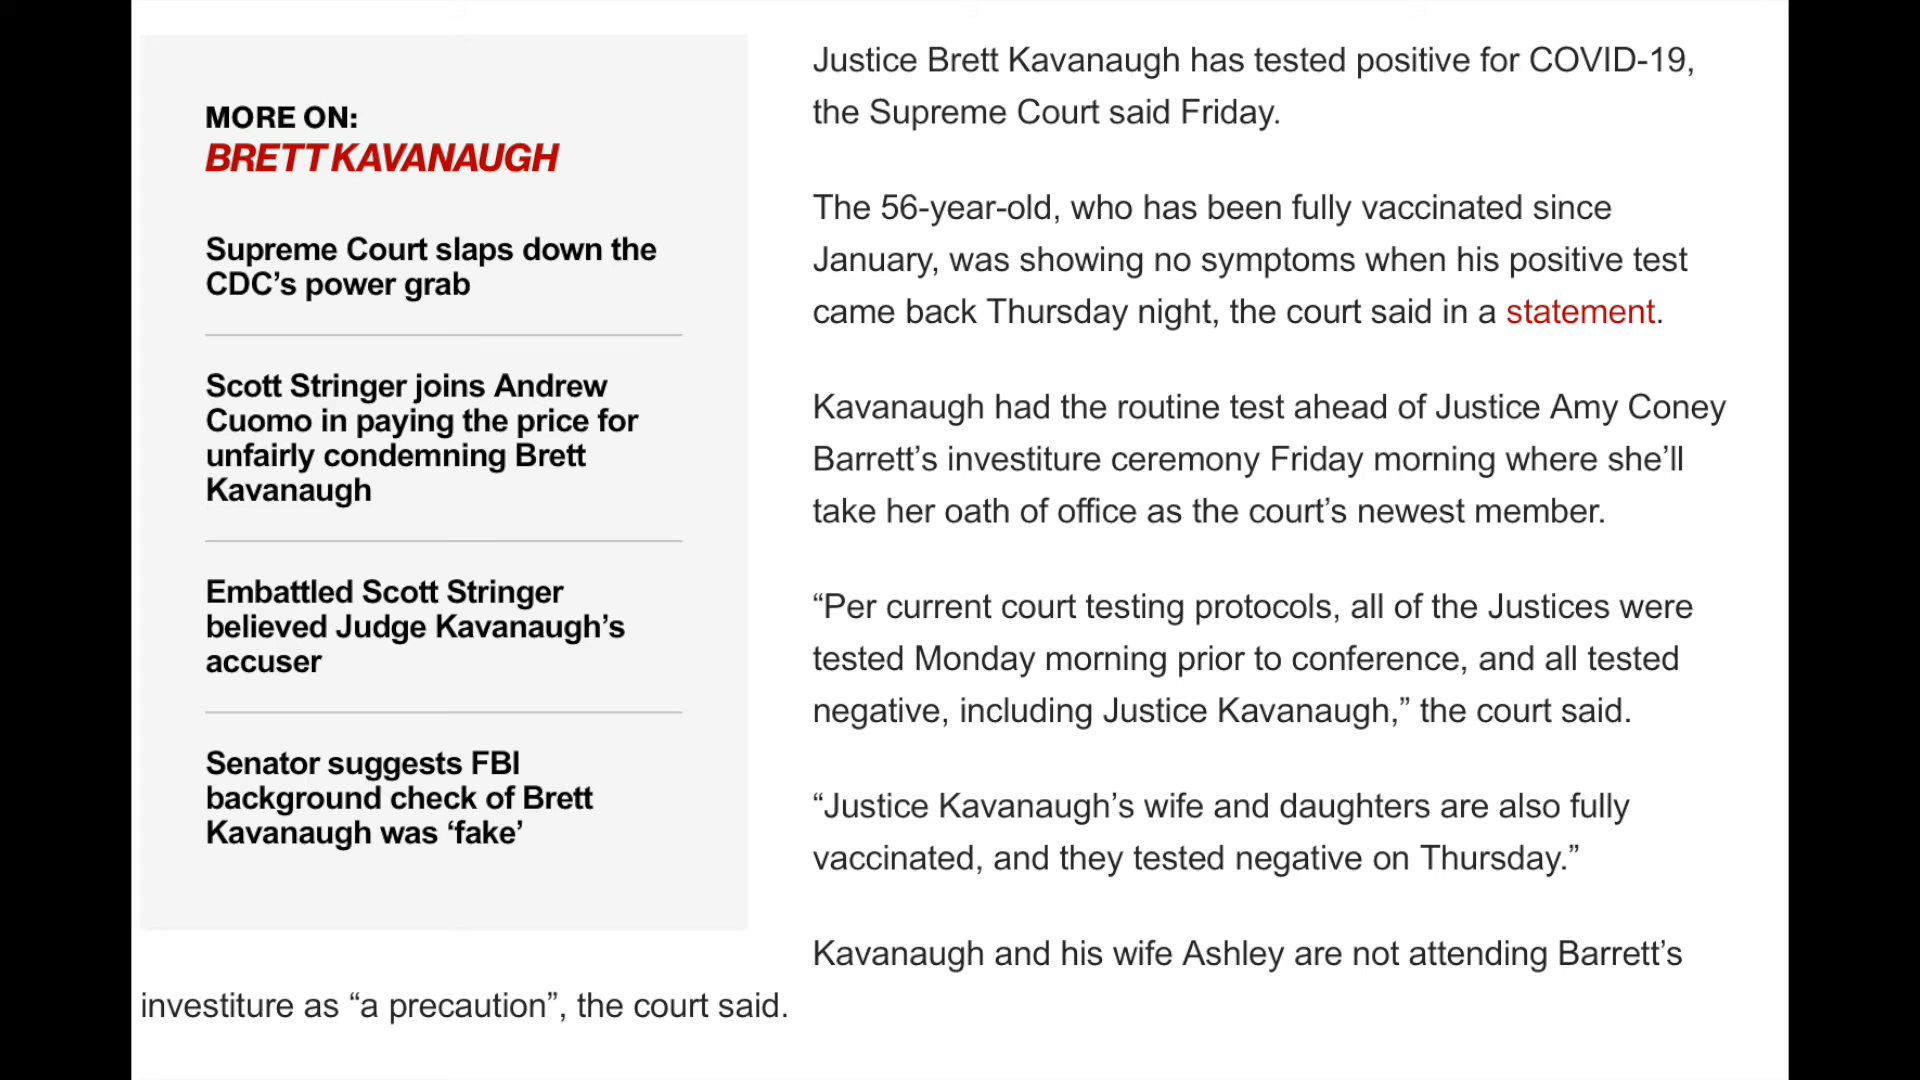 MORE ON:
BRETT KAVANAUGH
Supreme Court slaps down the
CDC’s power grab
Scott Stringer joins Andrew
Cuomo in paying the price for
unfairly condemning Brett
Kavanaugh
Embattled Scott Stringer
believed Judge Kavanaugh’s
accuser
Senator suggests FBI
background check of Brett
Kavanaugh was ‘fake’
Justice Brett Kavanaugh has tested positive for COVID-19,
the Supreme Court said Friday.
The 56-year-old, who has been fully vaccinated since
January, was showing no symptoms when his positive test
came back Thursday night, the court said in a statement.
Kavanaugh had the routine test ahead of Justice Amy Coney
Barrett’s investiture ceremony Friday morning where she’ll
take her oath of office as the court’s newest member.
“Per current court testing protocols, all of the Justices were
tested Monday morning prior to conference, and all tested
negative, including Justice Kavanaugh,” the court said.
“Justice Kavanaugh’s wife and daughters are also fully
vaccinated, and they tested negative on Thursday.”
Kavanaugh and his wife Ashley are not attending Barrett’s
investiture as “a precaution”, the court said.